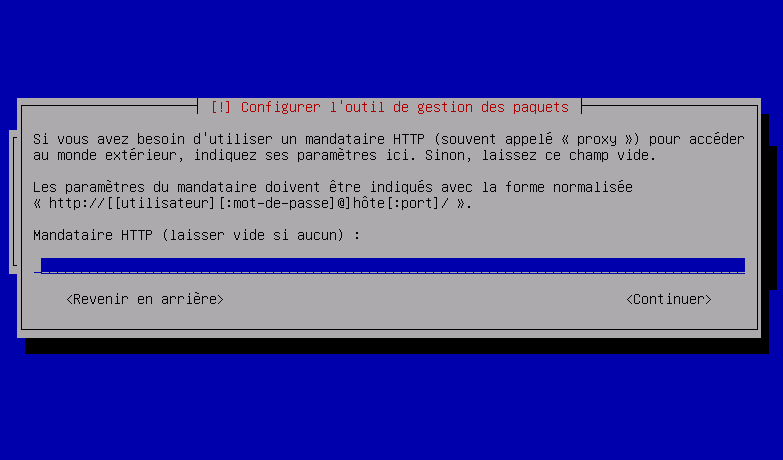 [!] Configurer l'outil de gestion des paquets
Si vous avez besoin d'utiliser un mandataire HTTP (souvent appelé « proxy ») pour accéder
au monde extérieur, indiquez ses paramètres ici. Sinon, laissez ce champ vide.
Les paramètres du mandataire doivent être indiqués avec la forme normalisée
« http://[[utilisateur][:mot-de-passe]@]hôte[:port]/ ».
Mandataire HTTP (laisser vide si aucun) :
<Revenir en arrière> <Continuer>